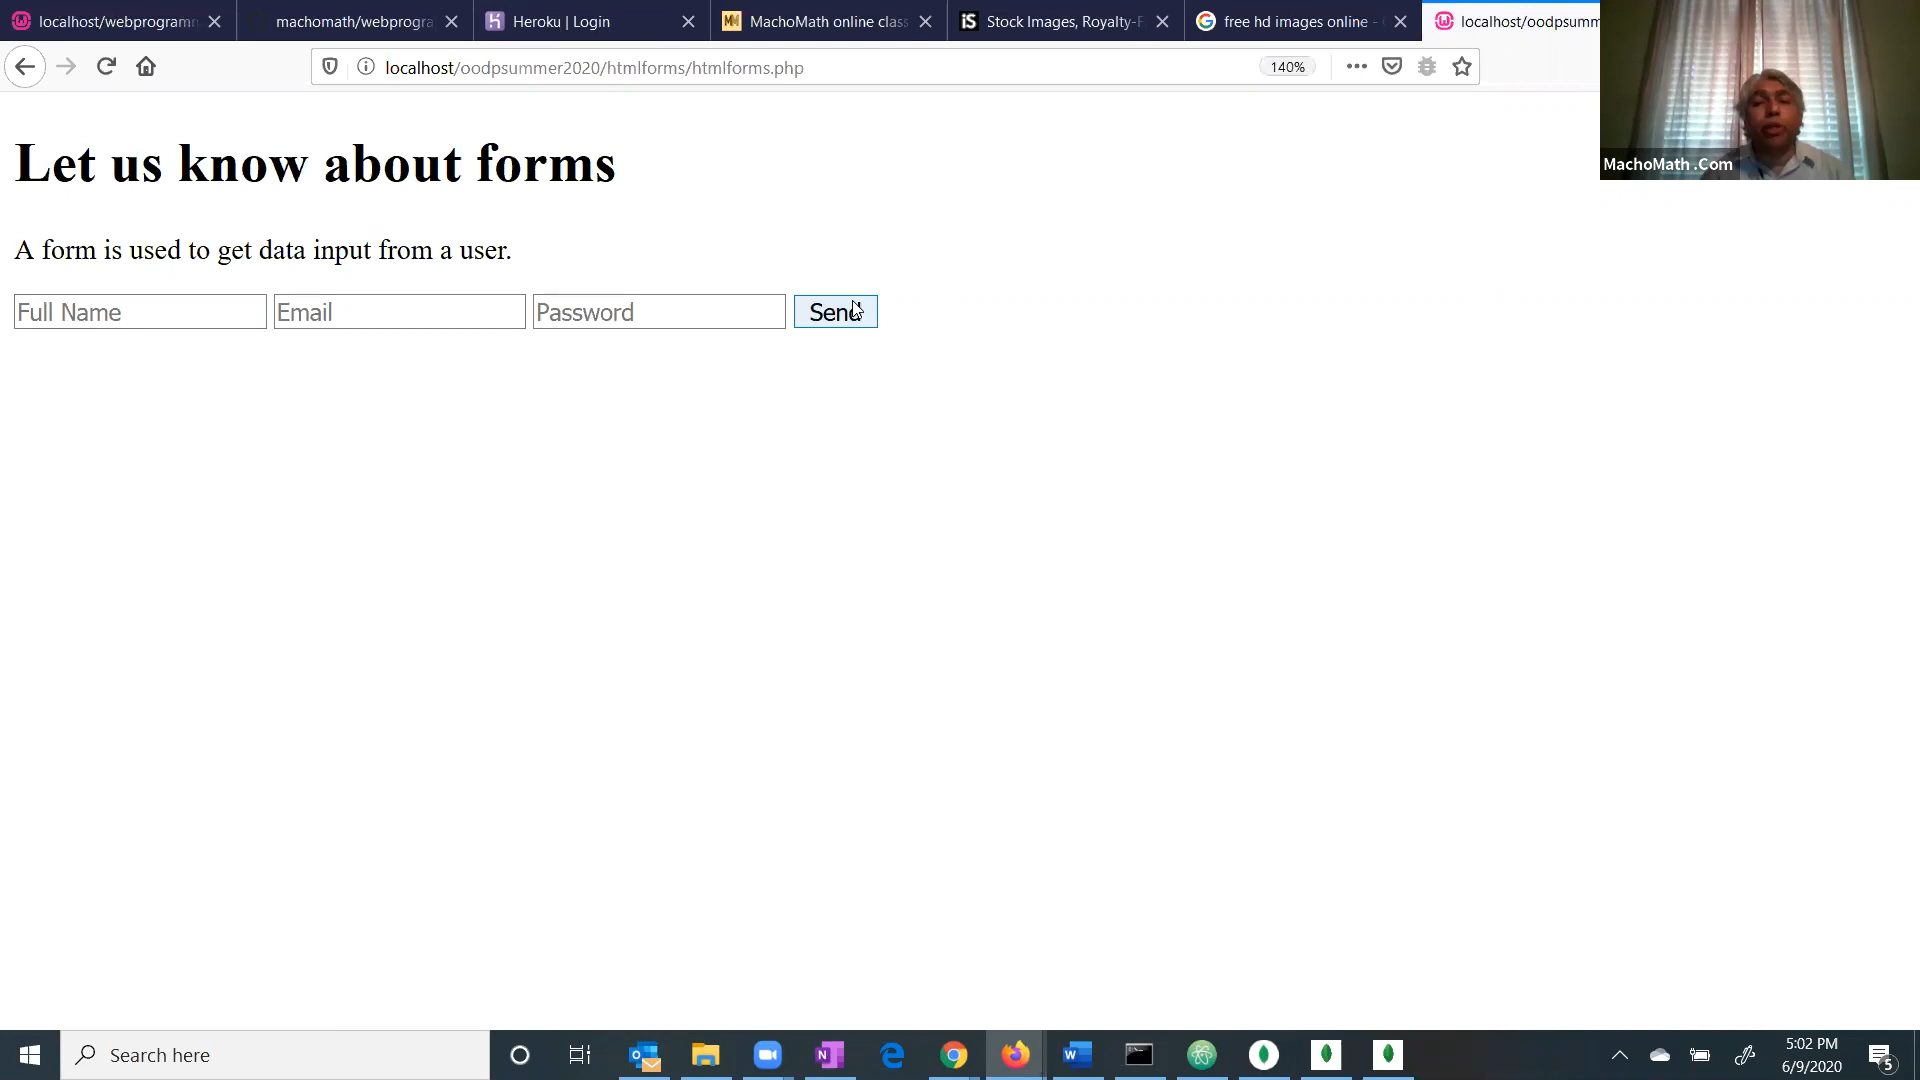 localhost/webprogramm
machomath/webprogra
Heroku | Login
MachoMath online class
Stock Images, Royalty-F
free hd images online -
localhost/oodpsumm
localhost/oodpsummer2020/htmlforms/htmlforms.php
140%
MachoMath .Com
Let us know about forms
A form is used to get data input from a user.
Full Name
Email
Password
Send
Search here
5:02 PM
6/9/2020
5